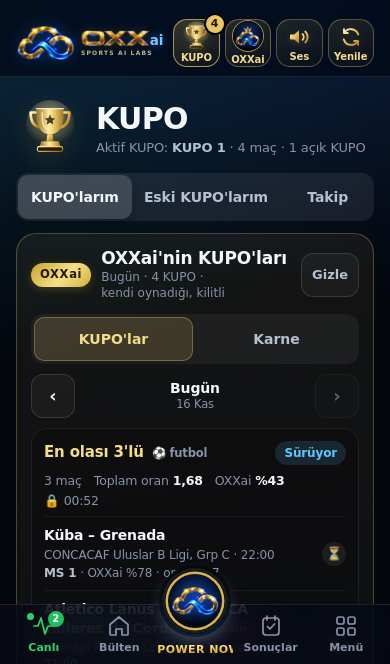 OXX ai
SPORTS AI LABS
4
KUPO
OXXai
Ses
Yenile
KUPO
Aktif KUPO: KUPO 1 · 4 maç · 1 açık KUPO
KUPO'larım
Eski KUPO'larım
Takip
OXXai
OXXai'nin KUPO'ları
Bugün · 4 KUPO ·
kendi oynadığı, kilitli
Gizle
KUPO'lar
Karne
‹
Bugün
16 Kas
›
En olası 3'lü ⚽ futbol
Sürüyor
3 maç Toplam oran 1,68 OXXai %43
🔒 00:52
Küba – Grenada
CONCACAF Uluslar B Ligi, Grp C · 22:00
MS 1 · OXXai %78 ·
⏳
Atlético Lanús
2
Canlı
Bülten
POWER NOW
Sonuçlar
Menü